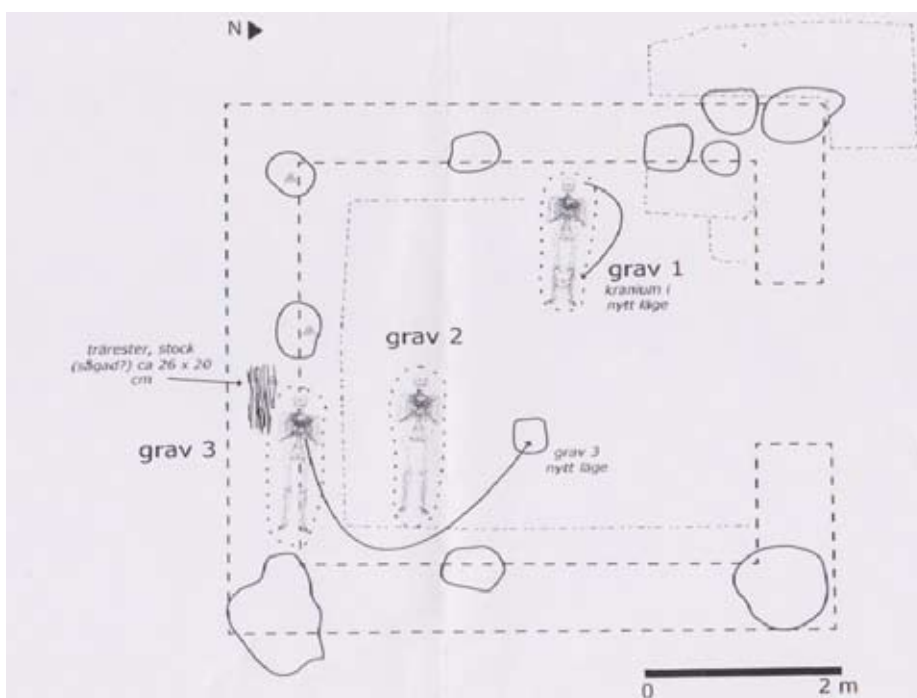 N
grav 1
kranium i
nytt läge
grav 2
trärester, stock
(sågad?) ca 26 x 20
cm
grav 3
grav 3
nytt läge
0 2 m